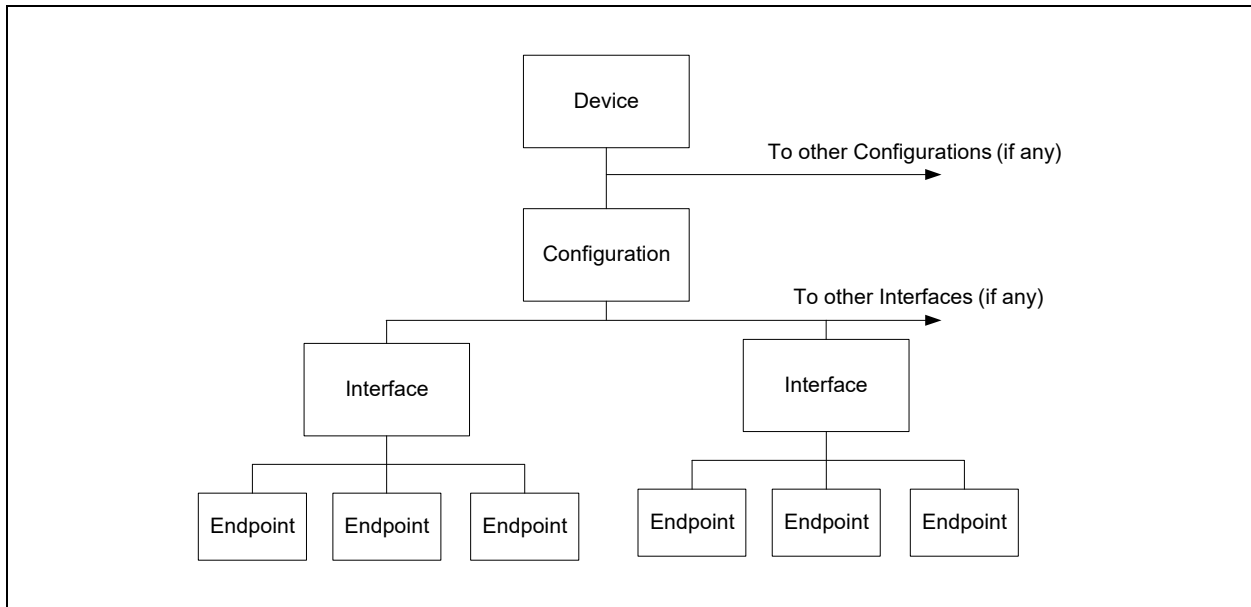 Device
To other Configurations (if any)
Configuration
To other Interfaces (if any)
Interface
Interface
Endpoint
Endpoint
Endpoint
Endpoint
Endpoint
Endpoint